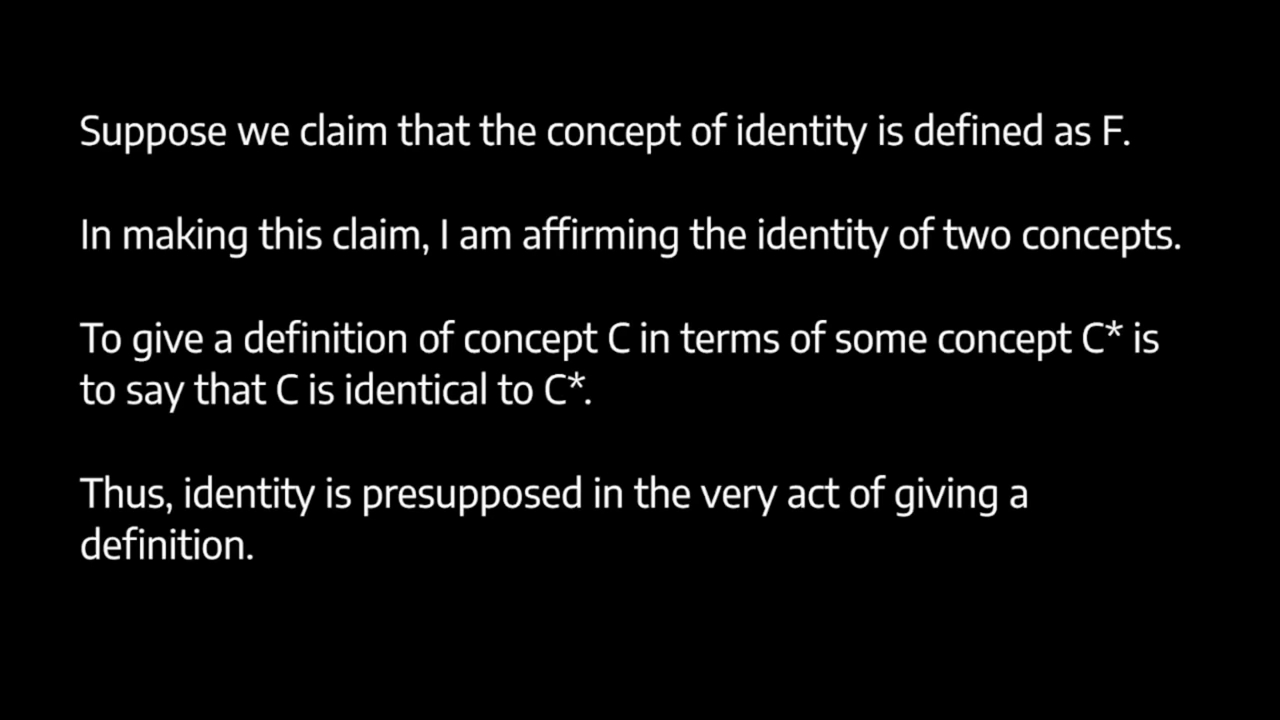 Suppose we claim that the concept of identity is defined as F.
In making this claim, I am affirming the identity of two concepts.
To give a definition of concept C in terms of some concept C* is
to say that C is identical to C*.
Thus, identity is presupposed in the very act of giving a
definition.